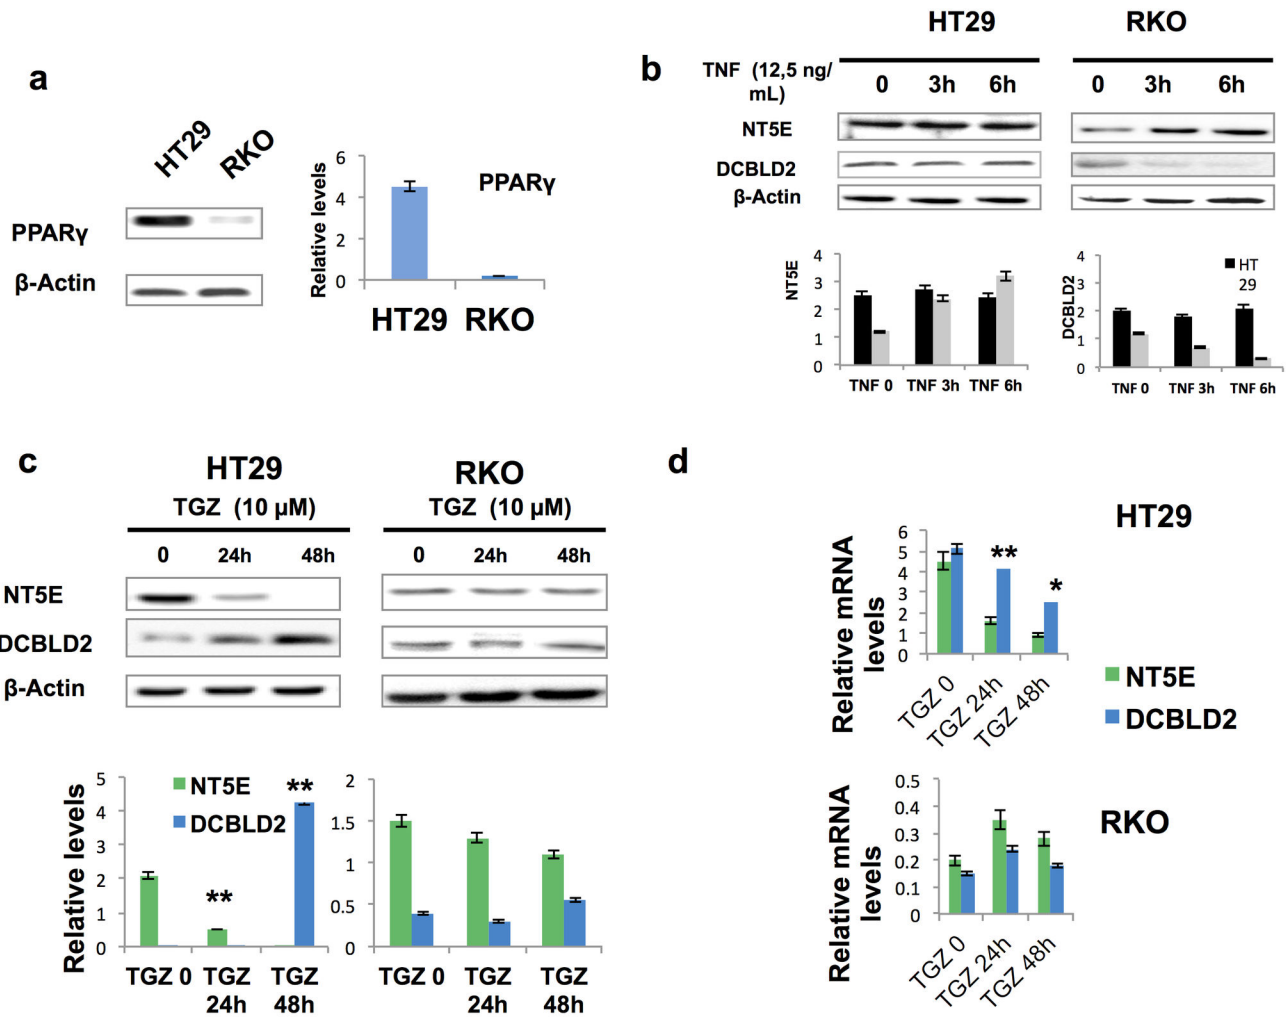 a
HT29
RKO
PPARγ
β-Actin
Relative levels
6
4
2
0
PPARγ
HT29 RKO
b
HT29
RKO
TNF (12,5 ng/
mL)
0 3h 6h
0 3h 6h
NT5E
DCBLD2
β-Actin
NT5E
4
3
2
1
0
TNF 0 TNF 3h TNF 6h
DCBLD2
4
3
2
1
0
HT
29
TNF 0 TNF 3h TNF 6h
c
HT29
TGZ (10 μM)
0 24h 48h
RKO
TGZ (10 μM)
0 24h 48h
NT5E
DCBLD2
β-Actin
Relative levels
5
4
3
2
1
0
NT5E
DCBLD2
**
**
TGZ 0 TGZ TGZ
24h 48h
2
1.5
1
0.5
0
TGZ 0 TGZ TGZ
24h 48h
d
HT29
Relative mRNA
levels
6
5
4
3
2
1
0
**
*
TGZ 0
TGZ 24h
TGZ 48h
NT5E
DCBLD2
RKO
Relative mRNA
levels
0.5
0.4
0.3
0.2
0.1
0
TGZ 0
TGZ 24h
TGZ 48h